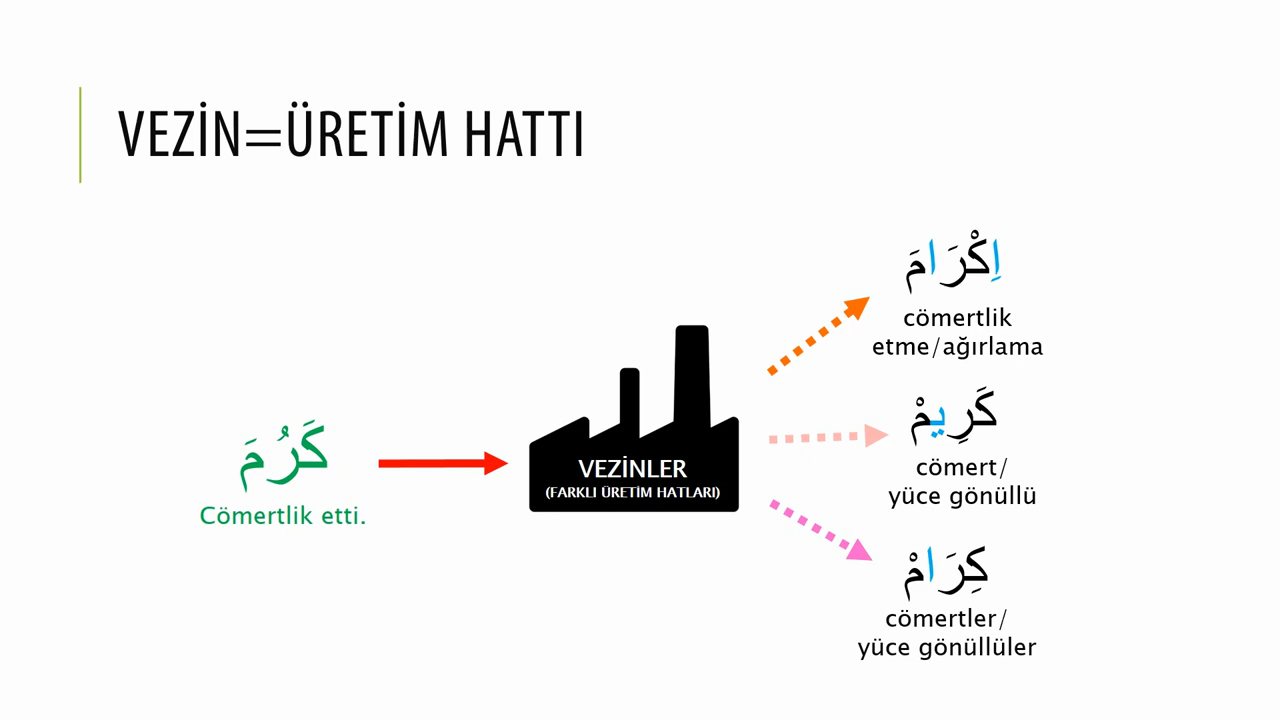 VEZİN=ÜRETİM HATTI
اِكْرَامَ
cömertlik
etme/ağırlama
كَرُمَ
Cömertlik etti.
VEZİNLER
(FARKLI ÜRETİM HATLARI)
كَرِيمْ
cömert/
yüce gönüllü
كِرَامْ
cömertler/
yüce gönüllüler